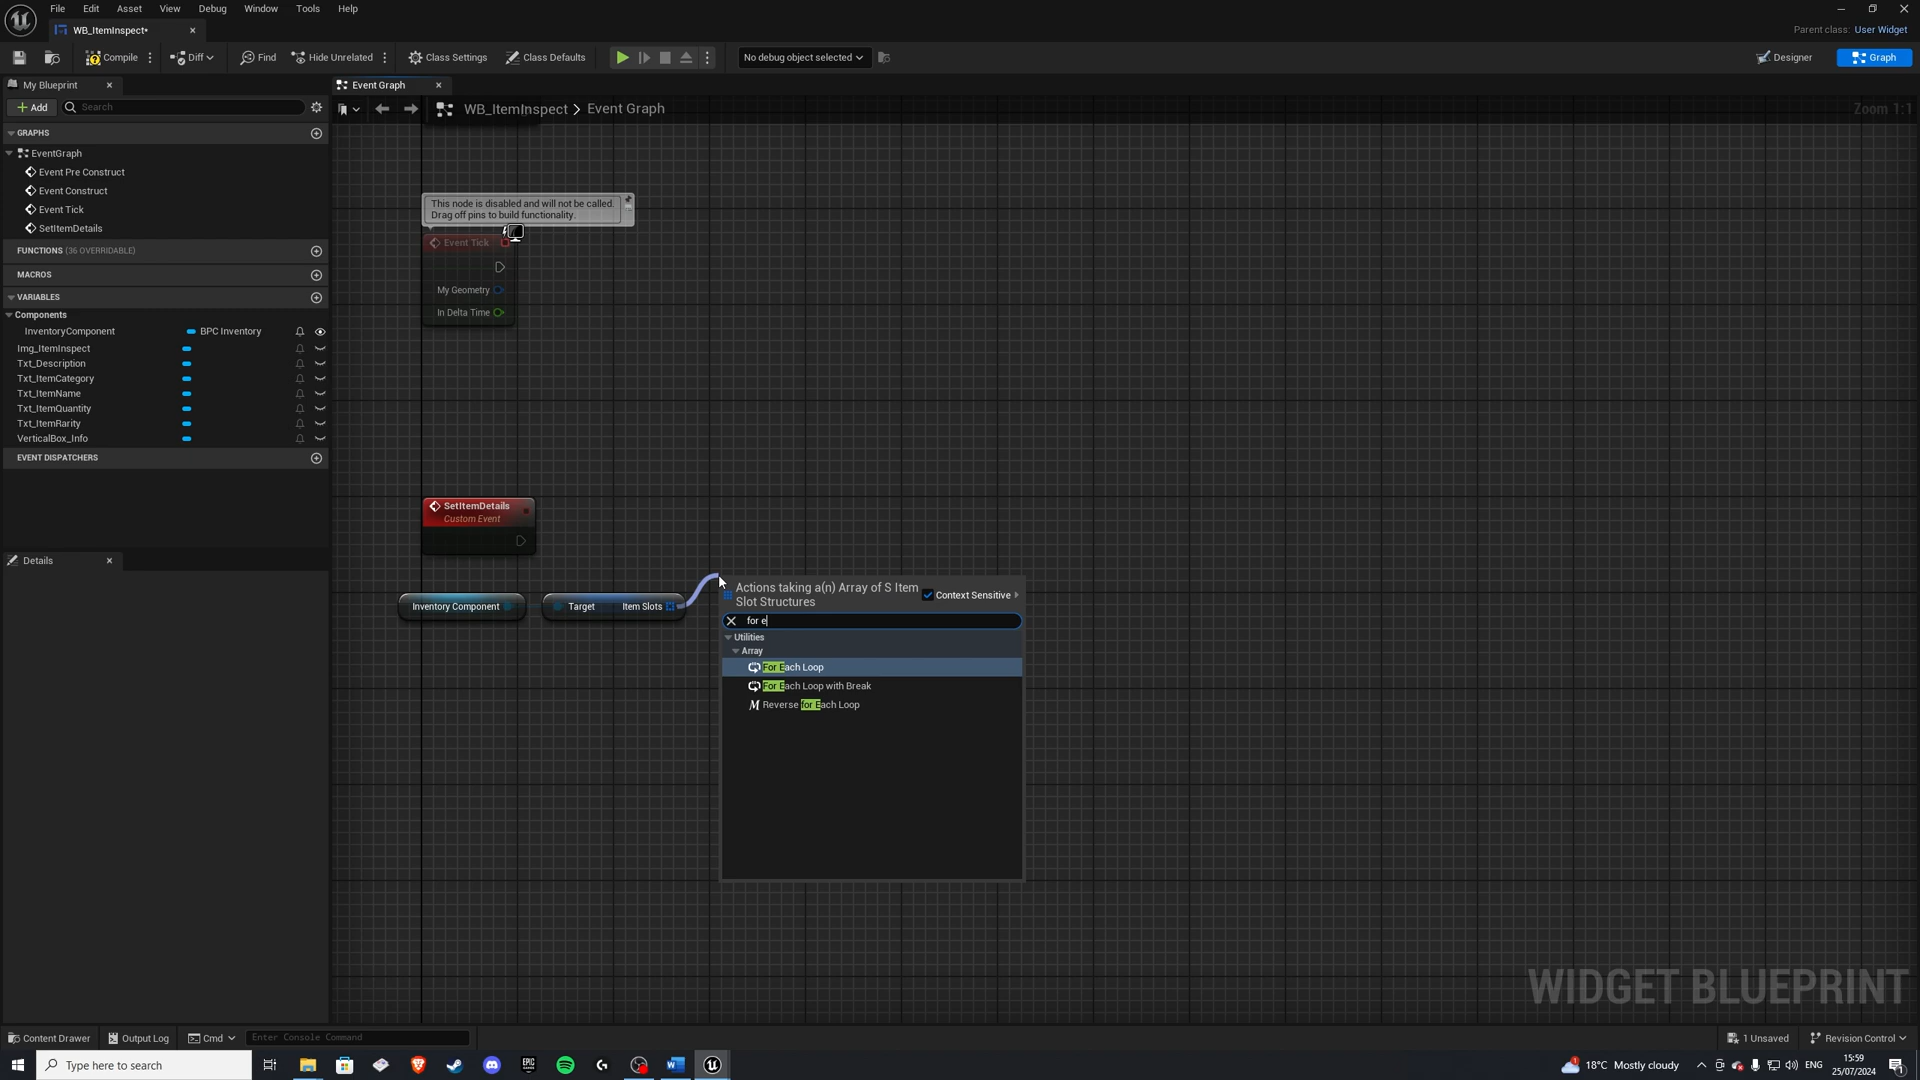 File Edit Asset View Debug Window Tools Help
WB_ItemInspect•
Parent class: User Widget
Compile Diff Find Hide Unrelated Class Settings Class Defaults No debug object selected Designer Graph
My Blueprint Event Graph
Add Search WB_ItemInspect > Event Graph Zoom 1:1
GRAPHS
EventGraph
Event Pre Construct
Event Construct
Event Tick
SetItemDetails
FUNCTIONS (36 OVERRIDABLE)
MACROS
VARIABLES
Components
InventoryComponent BPC Inventory
Img_ItemInspect
Txt_Description
Txt_ItemCategory
Txt_ItemName
Txt_ItemQuantity
Txt_ItemRarity
VerticalBox_Info
EVENT DISPATCHERS
Details
This node is disabled and will not be called.
Drag off pins to build functionality.
Event Tick
My Geometry
In Delta Time
SetItemDetails
Custom Event
Inventory Component Target Item Slots
Actions taking a(n) Array of S Item
Slot Structures
Context Sensitive
for e
Utilities
Array
For Each Loop
For Each Loop with Break
Reverse for Each Loop
WIDGET BLUEPRINT
Content Drawer Output Log Cmd Enter Console Command 1 Unsaved Revision Control
Type here to search EPIC GAMES 1 18°C Mostly cloudy ENG 15:59
25/07/2024